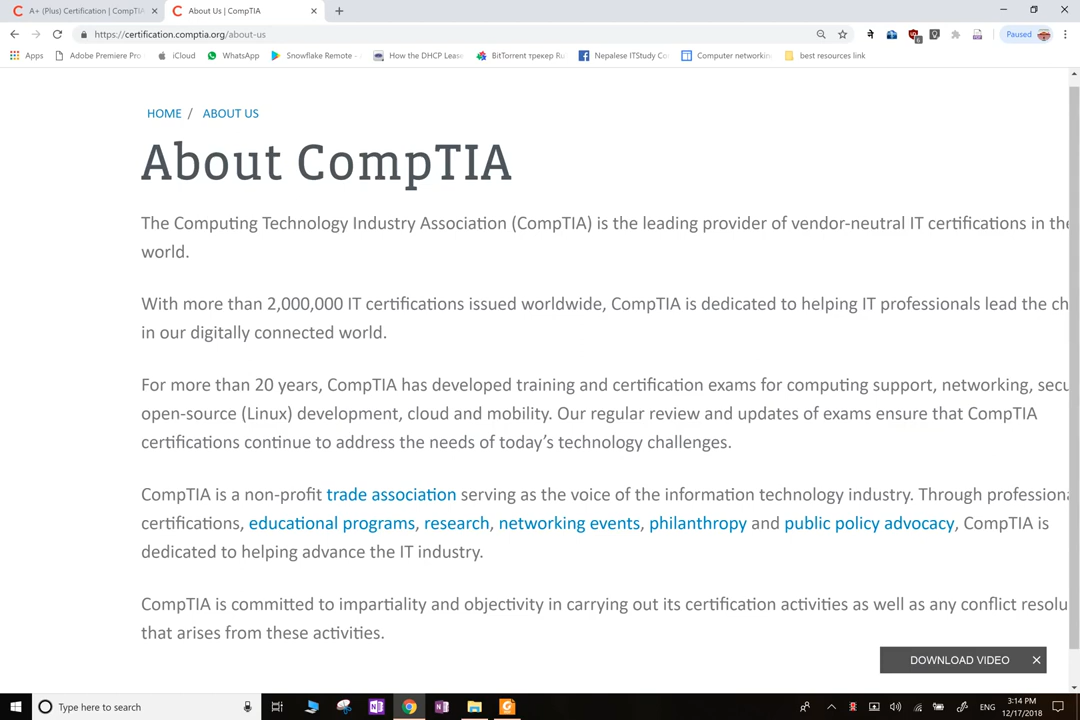 A+ (Plus) Certification | CompTIA
About Us | CompTIA
https://certification.comptia.org/about-us
Paused
Apps
Adobe Premiere Pro
iCloud
WhatsApp
Snowflake Remote -
How the DHCP Lease
BitTorrent трекер Ru
Nepalese ITStudy Co
Computer networkin
best resources link
HOME / ABOUT US
About CompTIA
The Computing Technology Industry Association (CompTIA) is the leading provider of vendor-neutral IT certifications in the
world.
With more than 2,000,000 IT certifications issued worldwide, CompTIA is dedicated to helping IT professionals lead the ch
in our digitally connected world.
For more than 20 years, CompTIA has developed training and certification exams for computing support, networking, secu
open-source (Linux) development, cloud and mobility. Our regular review and updates of exams ensure that CompTIA
certifications continue to address the needs of today’s technology challenges.
CompTIA is a non-profit trade association serving as the voice of the information technology industry. Through professiona
certifications, educational programs, research, networking events, philanthropy and public policy advocacy, CompTIA is
dedicated to helping advance the IT industry.
CompTIA is committed to impartiality and objectivity in carrying out its certification activities as well as any conflict resolu
that arises from these activities.
DOWNLOAD VIDEO
Type here to search
ENG
3:14 PM
12/17/2018